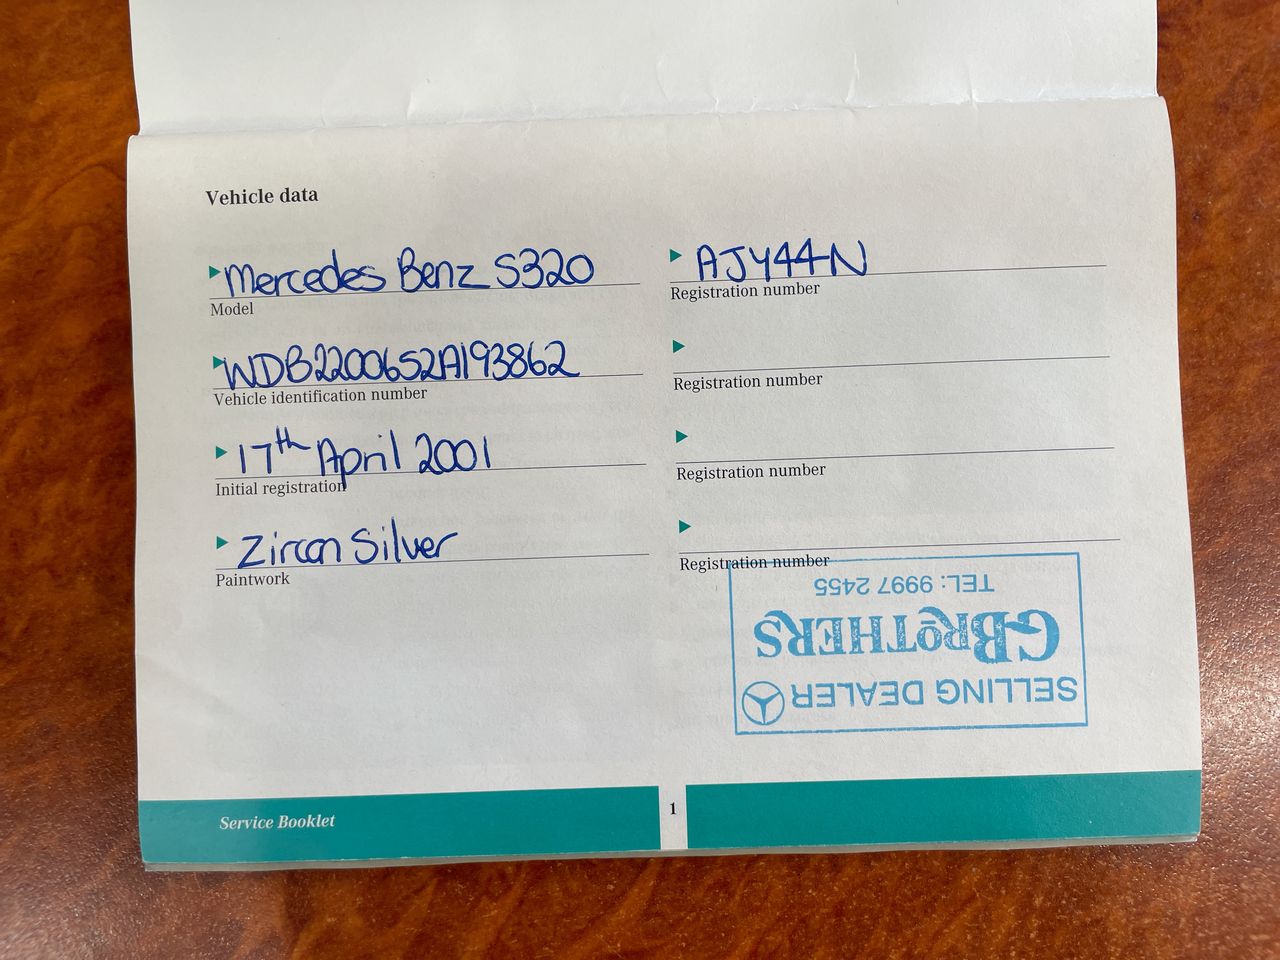 Vehicle data
Mercedes Benz S320
Model
WDB2200652A193862
Vehicle identification number
17th April 2001
Initial registration
Zircon Silver
Paintwork
AJY44N
Registration number
Registration number
Registration number
Registration number
SELLING DEALER
GBROTHERS
TEL: 9997 2455
Service Booklet
1